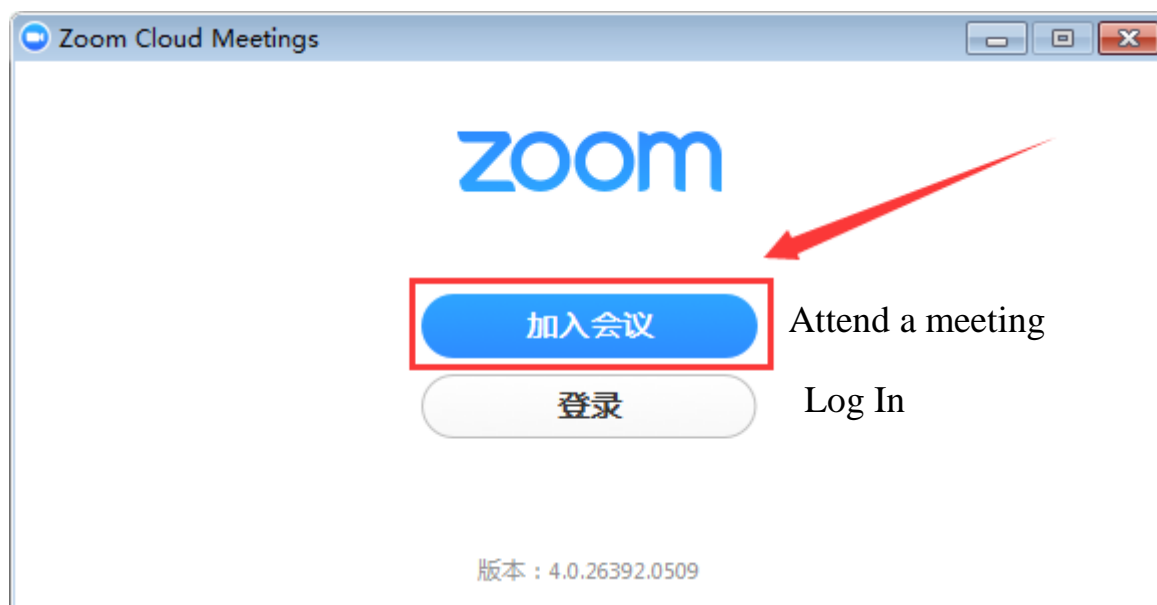 Zoom Cloud Meetings
zoom
加入会议 Attend a meeting
登录 Log In
版本：4.0.26392.0509